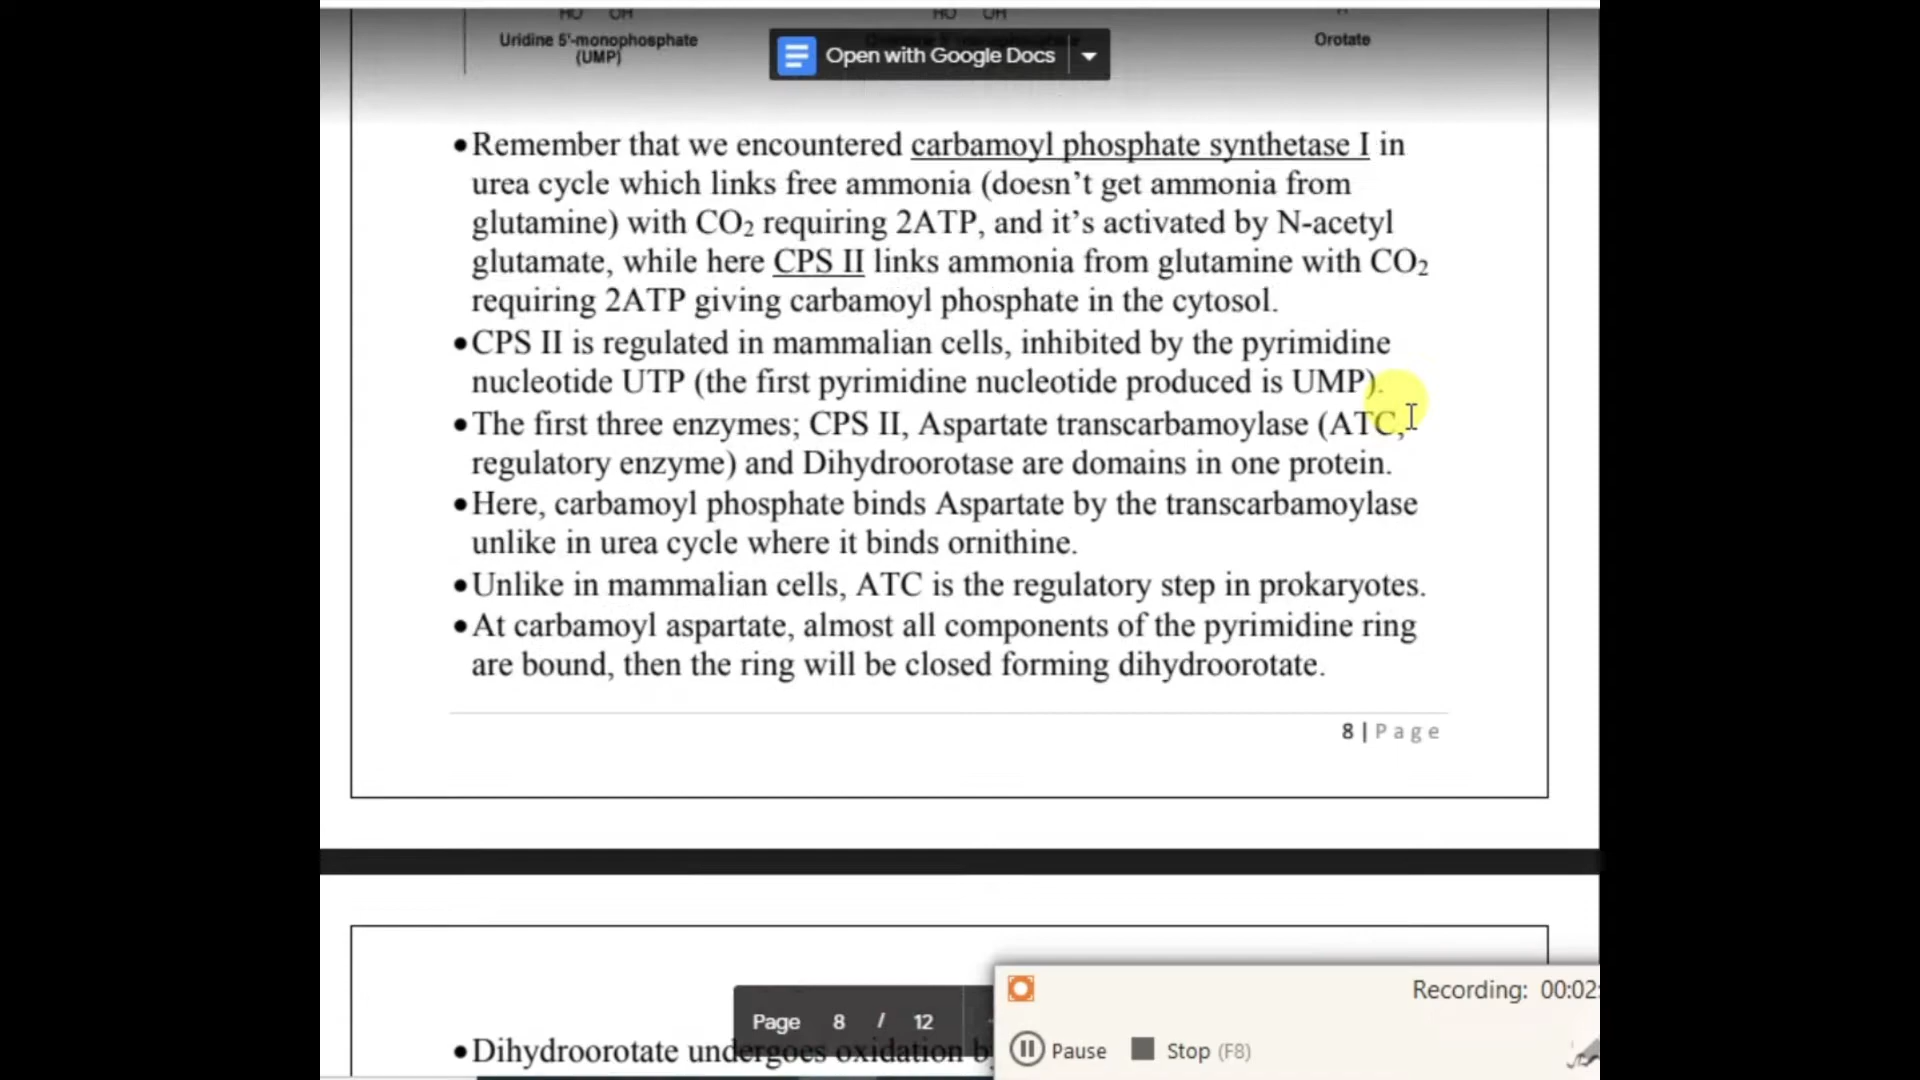 HO OH HO OH H
Uridine 5'-monophosphate
(UMP)
Orotate
Open with Google Docs
•Remember that we encountered carbamoyl phosphate synthetase I in
urea cycle which links free ammonia (doesn’t get ammonia from
glutamine) with CO₂ requiring 2ATP, and it’s activated by N-acetyl
glutamate, while here CPS II links ammonia from glutamine with CO₂
requiring 2ATP giving carbamoyl phosphate in the cytosol.
•CPS II is regulated in mammalian cells, inhibited by the pyrimidine
nucleotide UTP (the first pyrimidine nucleotide produced is UMP).
•The first three enzymes; CPS II, Aspartate transcarbamoylase (ATC,
regulatory enzyme) and Dihydroorotase are domains in one protein.
•Here, carbamoyl phosphate binds Aspartate by the transcarbamoylase
unlike in urea cycle where it binds ornithine.
•Unlike in mammalian cells, ATC is the regulatory step in prokaryotes.
•At carbamoyl aspartate, almost all components of the pyrimidine ring
are bound, then the ring will be closed forming dihydroorotate.
8 | Page
Recording: 00:02:
Page 8 / 12
Pause Stop (F8)
•Dihydroorotate undergoes oxidation